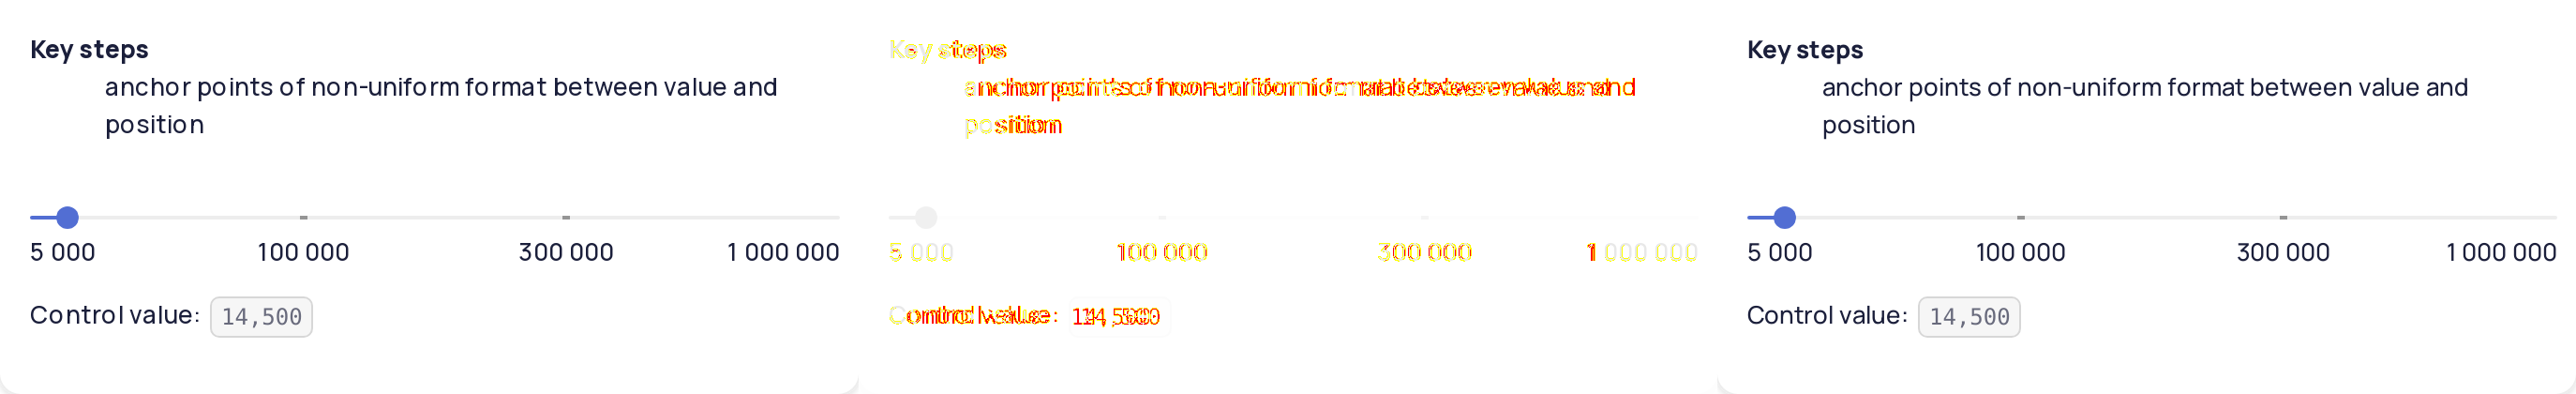 Key steps
anchor points of non-uniform format between value and
position
5 000 100 000 300 000 1 000 000
Control value: 14,500
Key steps
anchor points of non-uniform format between value and
position
5 000 100 000 300 000 1 000 000
Control value: 14,500
Key steps
anchor points of non-uniform format between value and
position
5 000 100 000 300 000 1 000 000
Control value: 14,500